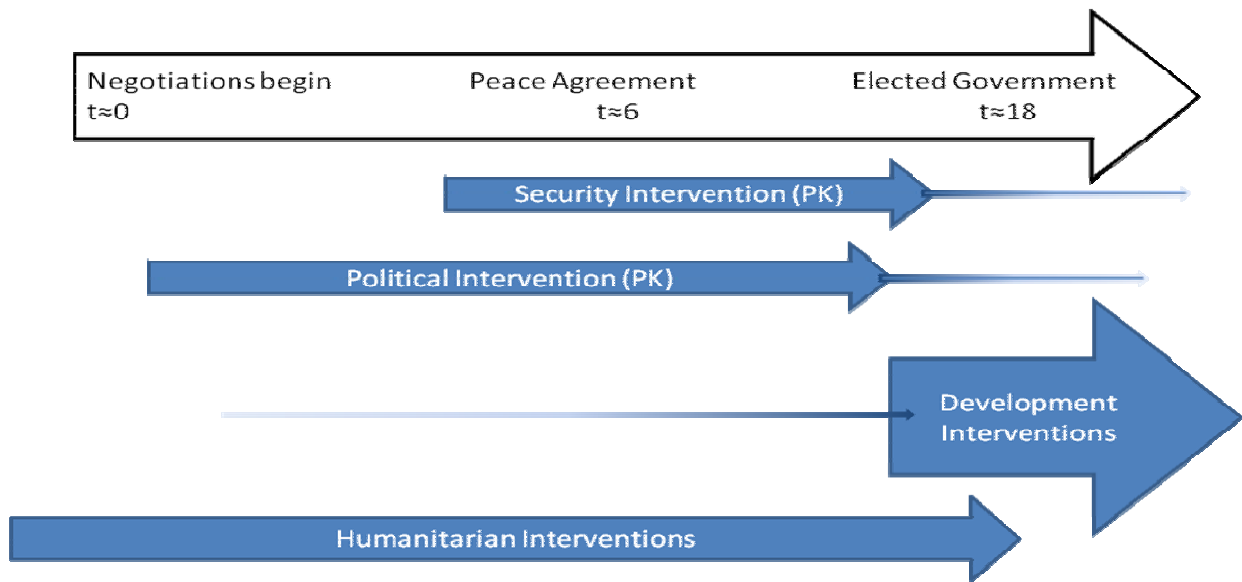 Negotiations begin
t≈0
Peace Agreement
t≈6
Elected Government
t≈18
Security Intervention (PK)
Political Intervention (PK)
Development
Interventions
Humanitarian Interventions